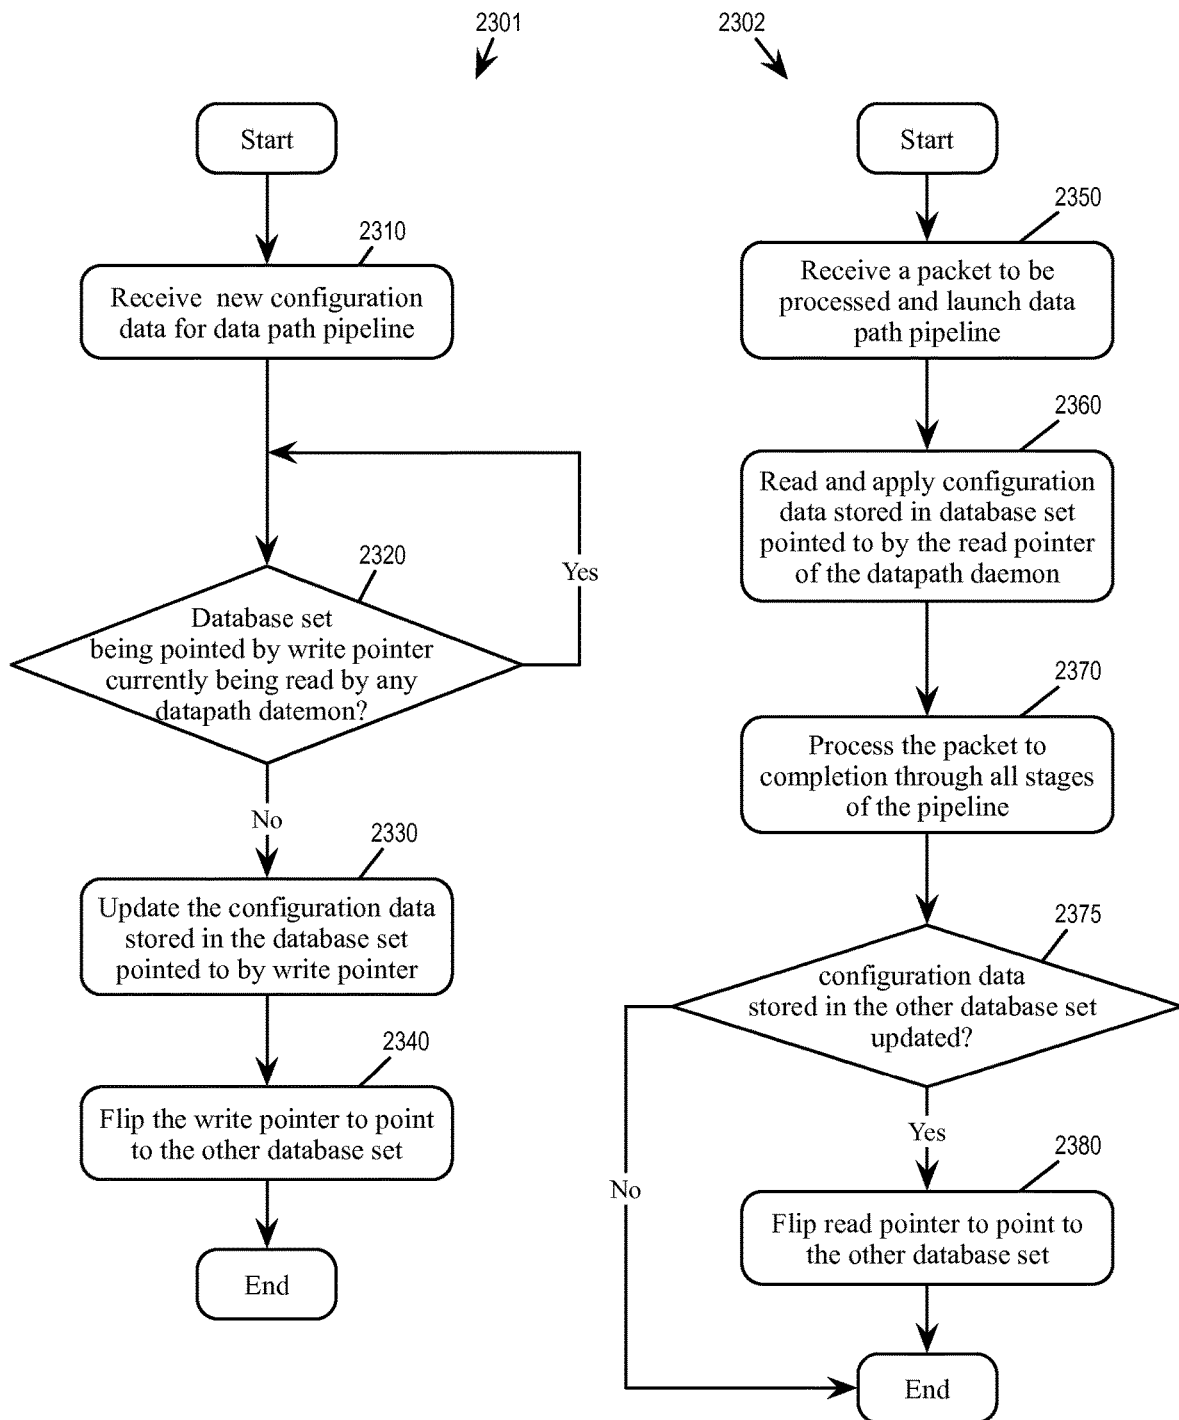 2301
Start
2310
Receive new configuration
data for data path pipeline
2320
Yes
Database set
being pointed by write pointer
currently being read by any
datapath datemon?
No
2330
Update the configuration data
stored in the database set
pointed to by write pointer
2340
Flip the write pointer to point
to the other database set
End
2302
Start
2350
Receive a packet to be
processed and launch data
path pipeline
2360
Read and apply configuration
data stored in database set
pointed to by the read pointer
of the datapath daemon
2370
Process the packet to
completion through all stages
of the pipeline
2375
configuration data
stored in the other database set
updated?
Yes
No
2380
Flip read pointer to point to
the other database set
End